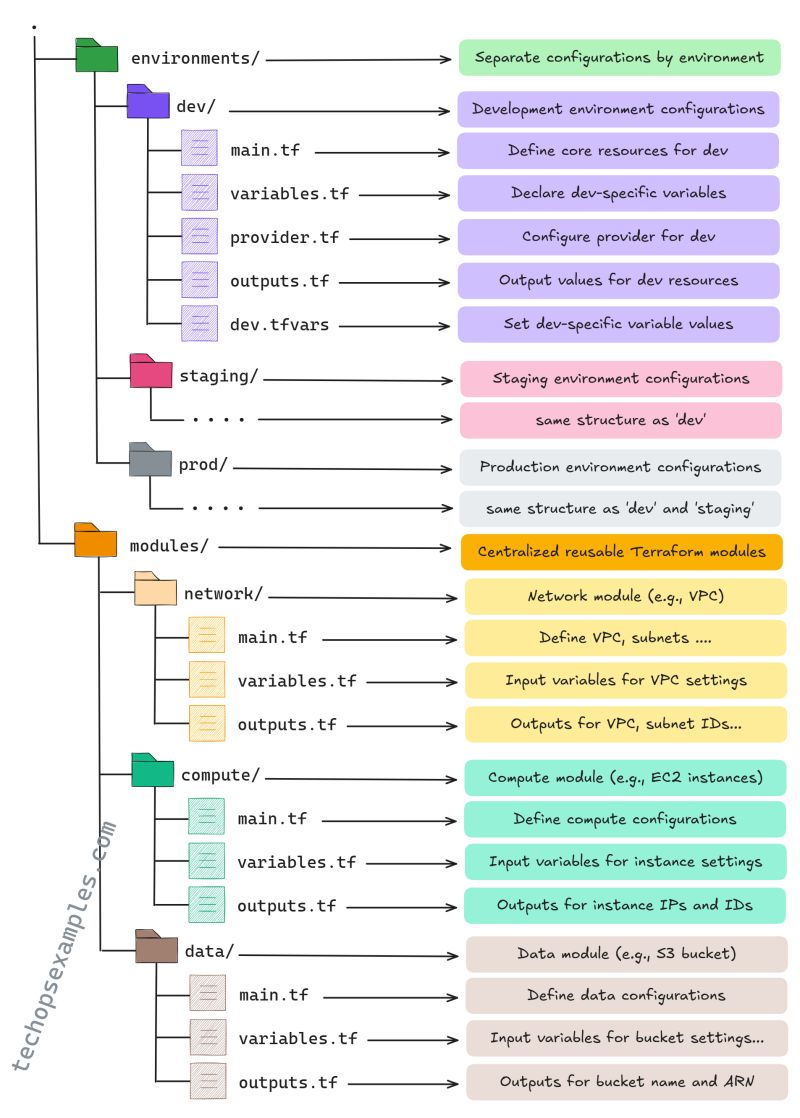 .
environments/ Separate configurations by environment
dev/ Development environment configurations
main.tf Define core resources for dev
variables.tf Declare dev-specific variables
provider.tf Configure provider for dev
outputs.tf Output values for dev resources
dev.tfvars Set dev-specific variable values
staging/ Staging environment configurations
.... same structure as 'dev'
prod/ Production environment configurations
.... same structure as 'dev' and 'staging'
modules/ Centralized reusable Terraform modules
network/ Network module (e.g., VPC)
main.tf Define VPC, subnets ....
variables.tf Input variables for VPC settings
outputs.tf Outputs for VPC, subnet IDs...
compute/ Compute module (e.g., EC2 instances)
main.tf Define compute configurations
variables.tf Input variables for instance settings
outputs.tf Outputs for instance IPs and IDs
data/ Data module (e.g., S3 bucket)
main.tf Define data configurations
variables.tf Input variables for bucket settings...
outputs.tf Outputs for bucket name and ARN
techopsexamples.com